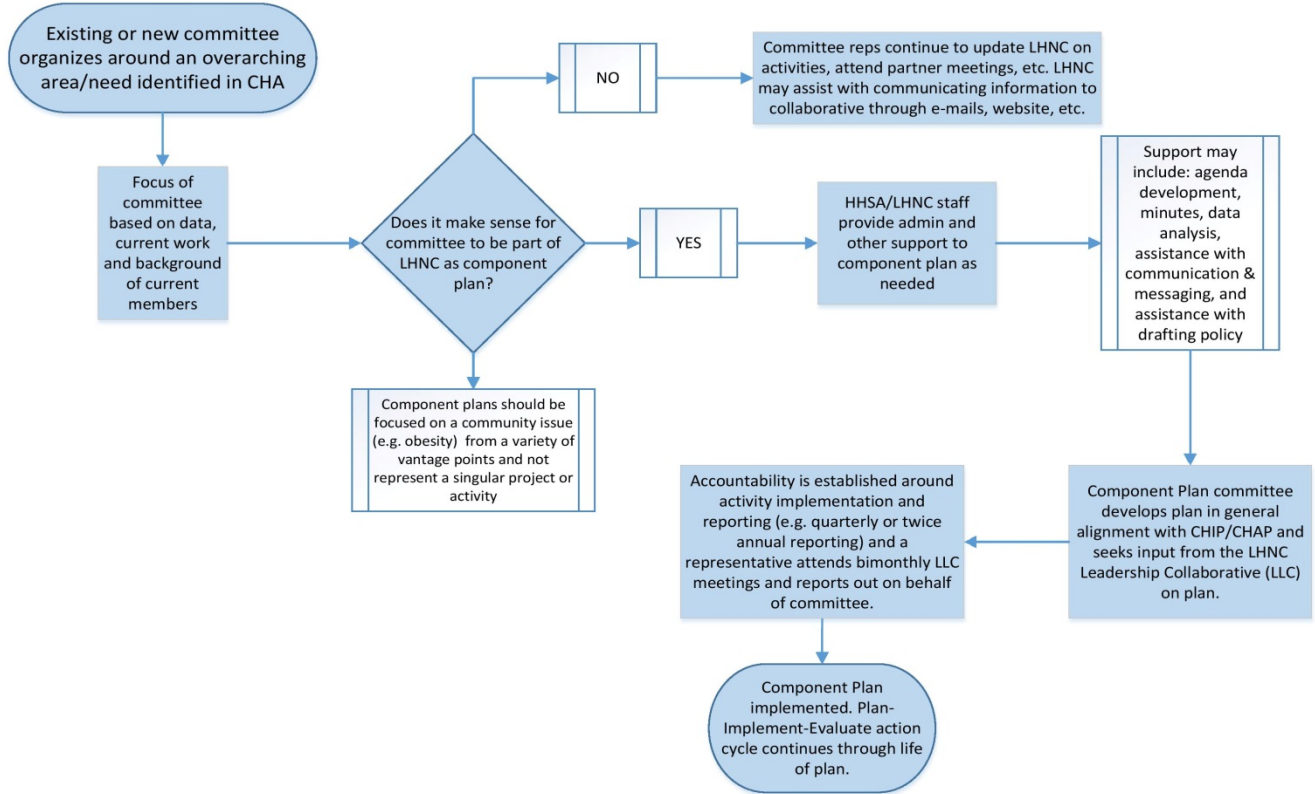 Existing or new committee
organizes around an overarching
area/need identified in CHA
Focus of
committee
based on data,
current work
and background
of current
members
Does it make sense for
committee to be part of
LHNC as component
plan?
NO
Committee reps continue to update LHNC on
activities, attend partner meetings, etc. LHNC
may assist with communicating information to
collaborative through e-mails, website, etc.
YES
HHSA/LHNC staff
provide admin and
other support to
component plan as
needed
Support may
include: agenda
development,
minutes, data
analysis,
assistance with
communication &
messaging, and
assistance with
drafting policy
Component plans should be
focused on a community issue
(e.g. obesity) from a variety of
vantage points and not
represent a singular project or
activity
Component Plan committee
develops plan in general
alignment with CHIP/CHAP and
seeks input from the LHNC
Leadership Collaborative (LLC)
on plan.
Accountability is established around
activity implementation and
reporting (e.g. quarterly or twice
annual reporting) and a
representative attends bimonthly LLC
meetings and reports out on behalf
of committee.
Component Plan
implemented. Plan-
Implement-Evaluate action
cycle continues through life
of plan.